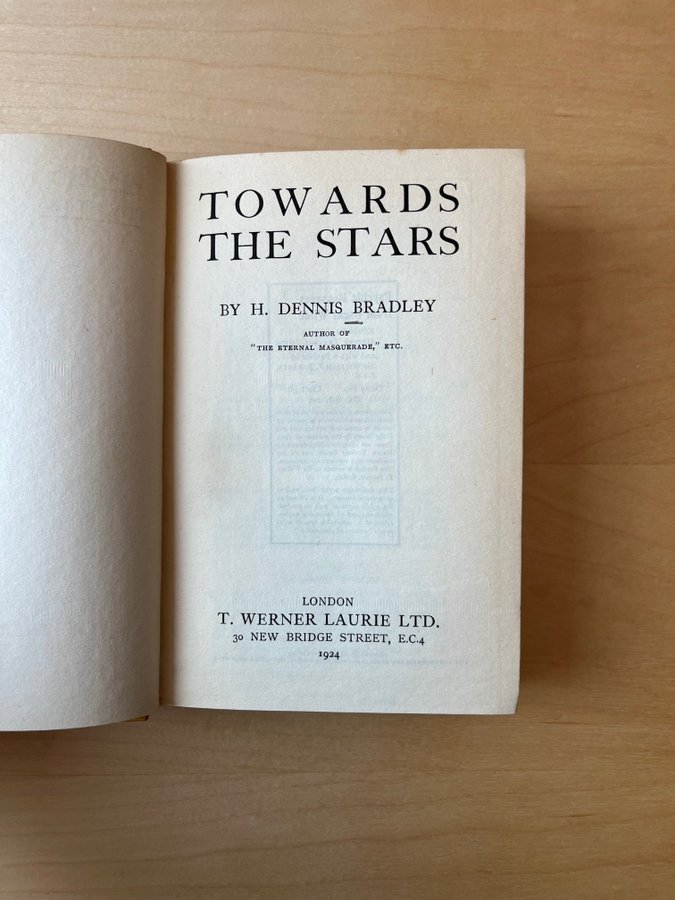 TOWARDS
THE STARS
BY H. DENNIS BRADLEY
AUTHOR OF
"THE ETERNAL MASQUERADE," ETC.
LONDON
T. WERNER LAURIE LTD.
30 NEW BRIDGE STREET, E.C.4
1924